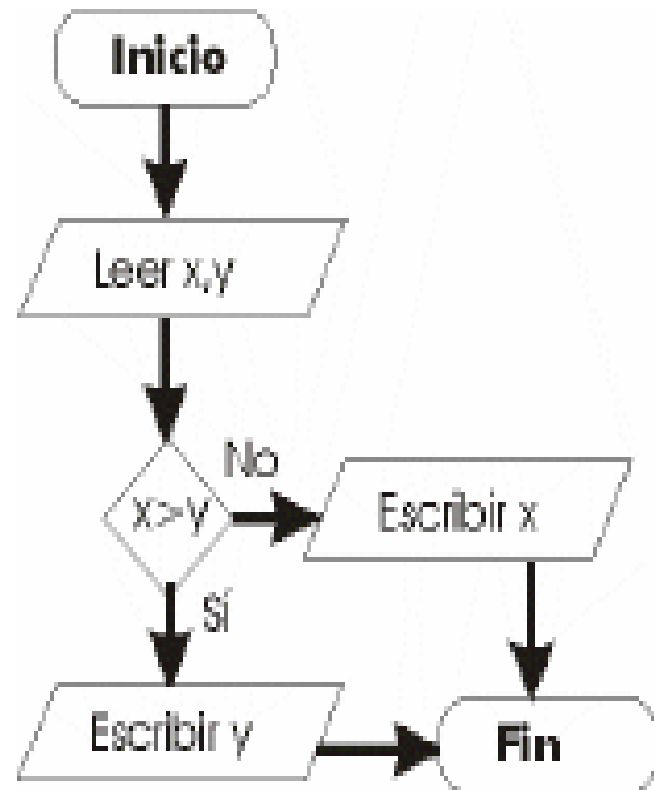 Inicio
Leer x,y
x>y
No
Escribir x
Sí
Escribir y
Fin